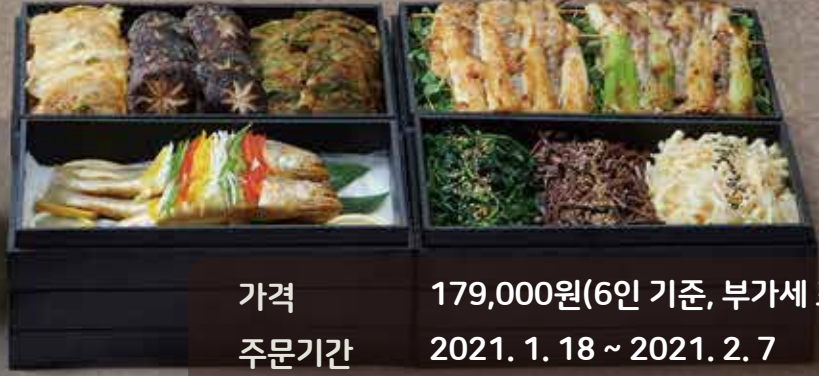 가격 179,000원(6인 기준, 부가세
주문기간 2021. 1. 18 ~ 2021. 2. 7